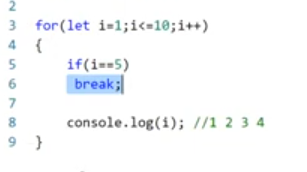 2
3 for(let i=1;i<=10;i++)
4 {
5 if(i==5)
6 break;
7
8 console.log(i); //1 2 3 4
9 }